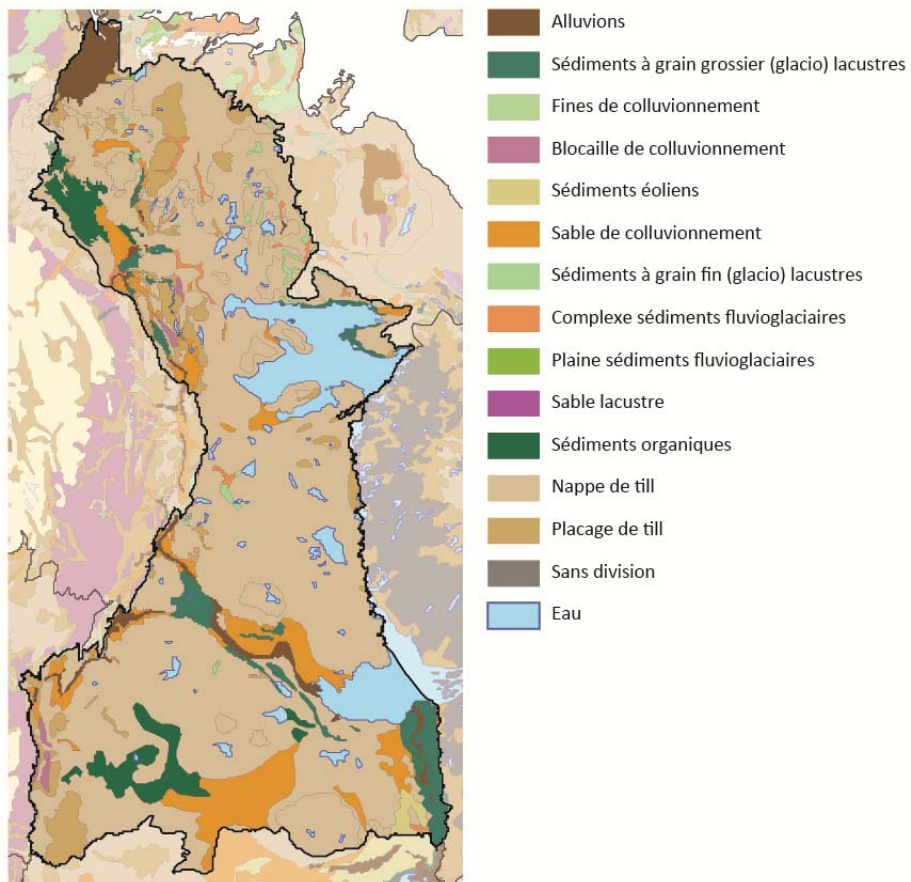 Alluvions
Sédiments à grain grossier (glacio) lacustres
Fines de colluvionnement
Blocaille de colluvionnement
Sédiments éoliens
Sable de colluvionnement
Sédiments à grain fin (glacio) lacustres
Complexe sédiments fluvioglaciaires
Plaine sédiments fluvioglaciaires
Sable lacustre
Sédiments organiques
Nappe de till
Placage de till
Sans division
Eau